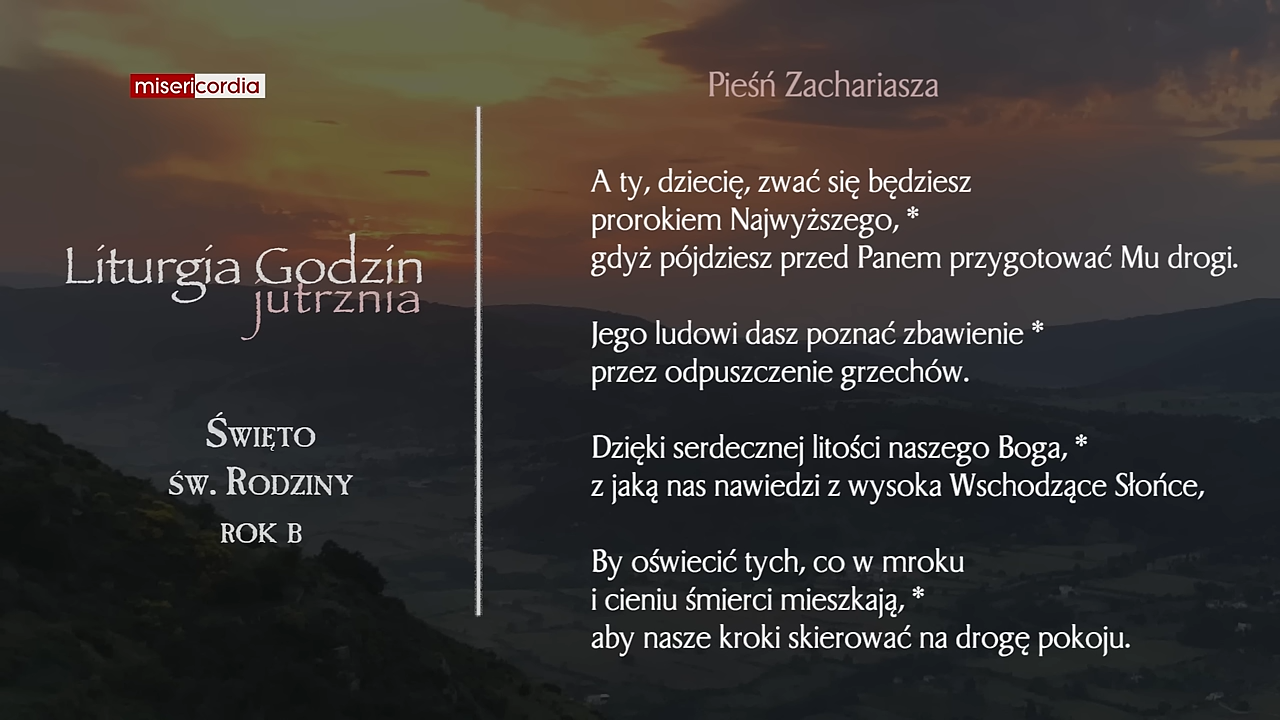 misericordia
Liturgia Godzin
jutrznia
Święto
św. Rodziny
rok B
Pieśń Zachariasza
A ty, dziecię, zwać się będziesz
prorokiem Najwyższego, *
gdyż pójdziesz przed Panem przygotować Mu drogi.
Jego ludowi dasz poznać zbawienie *
przez odpuszczenie grzechów.
Dzięki serdecznej litości naszego Boga, *
z jaką nas nawiedzi z wysoka Wschodzące Słońce,
By oświecić tych, co w mroku
i cieniu śmierci mieszkają, *
aby nasze kroki skierować na drogę pokoju.